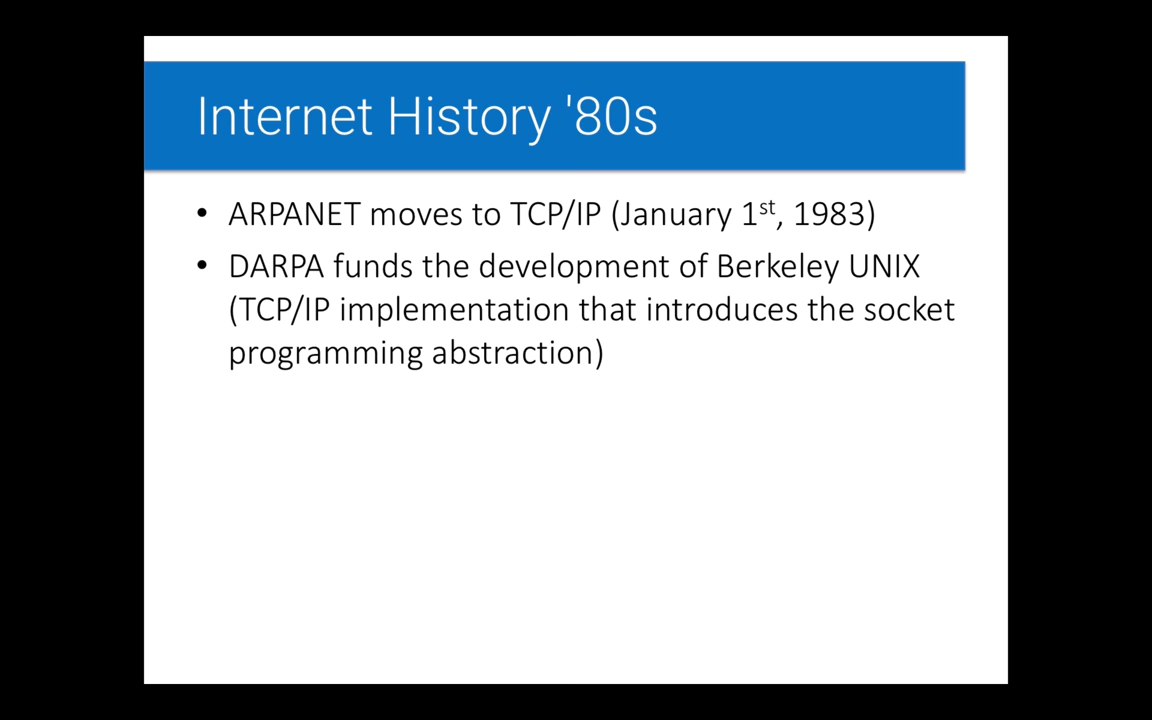 Internet History '80s
• ARPANET moves to TCP/IP (January 1st, 1983)
• DARPA funds the development of Berkeley UNIX
(TCP/IP implementation that introduces the socket
programming abstraction)